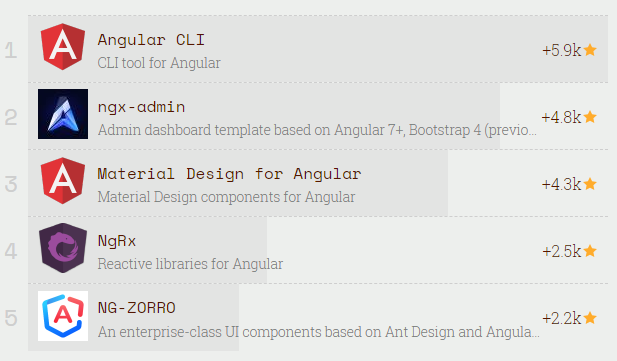 1
Angular CLI
+5.9k
CLI tool for Angular
2
ngx-admin
+4.8k
Admin dashboard template based on Angular 7+, Bootstrap 4 (previo...
3
Material Design for Angular
+4.3k
Material Design components for Angular
4
NgRx
+2.5k
Reactive libraries for Angular
5
NG-ZORRO
+2.2k
An enterprise-class UI components based on Ant Design and Angula...